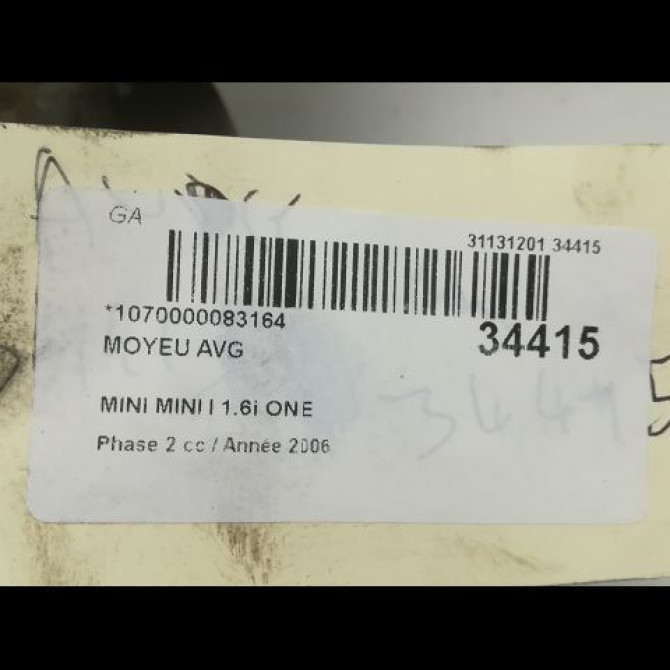 GA
31131201 34415
*1070000083164
34415
MOYEU AVG
MINI MINI I 1.6i ONE
Phase 2 cc / Année 2006